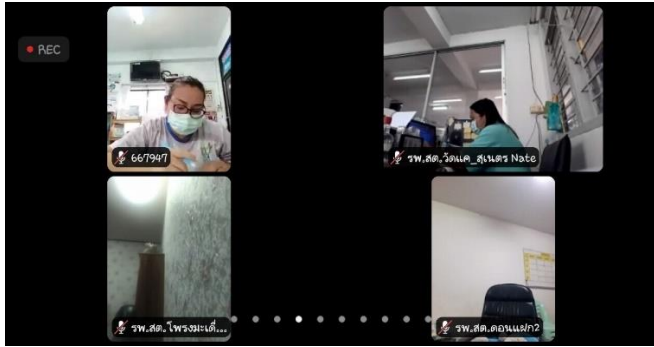 REC
667947
รพ.สต.วัดแค_สุเนตร Nate
รพ.สต.โพรงมะเดื่...
รพ.สต.ดอนแฝก2